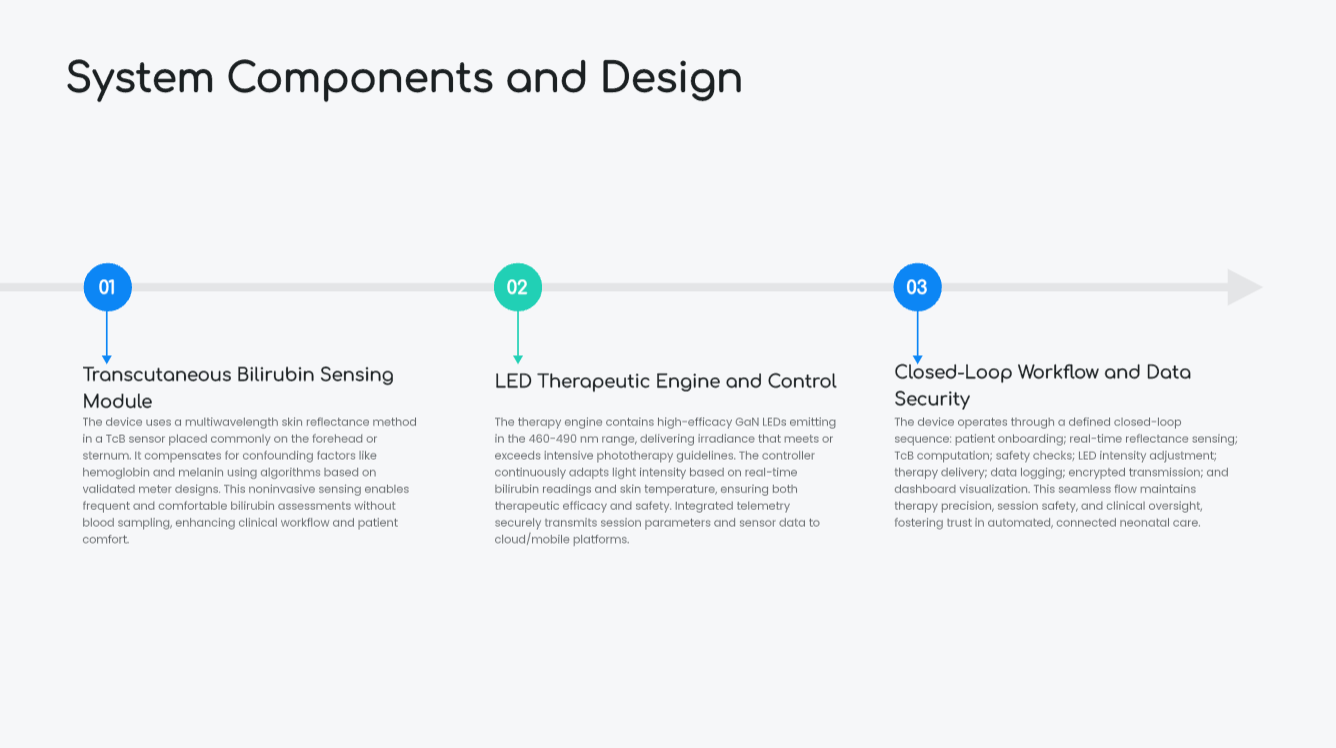 System Components and Design
01
02
03
Transcutaneous Bilirubin Sensing
Module
The device uses a multiwavelength skin reflectance method
in a TcB sensor placed commonly on the forehead or
sternum. It compensates for confounding factors like
hemoglobin and melanin using algorithms based on
validated meter designs. This noninvasive sensing enables
frequent and comfortable bilirubin assessments without
blood sampling, enhancing clinical workflow and patient
comfort.
LED Therapeutic Engine and Control
The therapy engine contains high-efficacy GaN LEDs emitting
in the 460-490 nm range, delivering irradiance that meets or
exceeds intensive phototherapy guidelines. The controller
continuously adapts light intensity based on real-time
bilirubin readings and skin temperature, ensuring both
therapeutic efficacy and safety. Integrated telemetry
securely transmits session parameters and sensor data to
cloud/mobile platforms.
Closed-Loop Workflow and Data
Security
The device operates through a defined closed-loop
sequence: patient onboarding; real-time reflectance sensing;
TcB computation; safety checks; LED intensity adjustment;
therapy delivery; data logging; encrypted transmission; and
dashboard visualization. This seamless flow maintains
therapy precision, session safety, and clinical oversight,
fostering trust in automated, connected neonatal care.